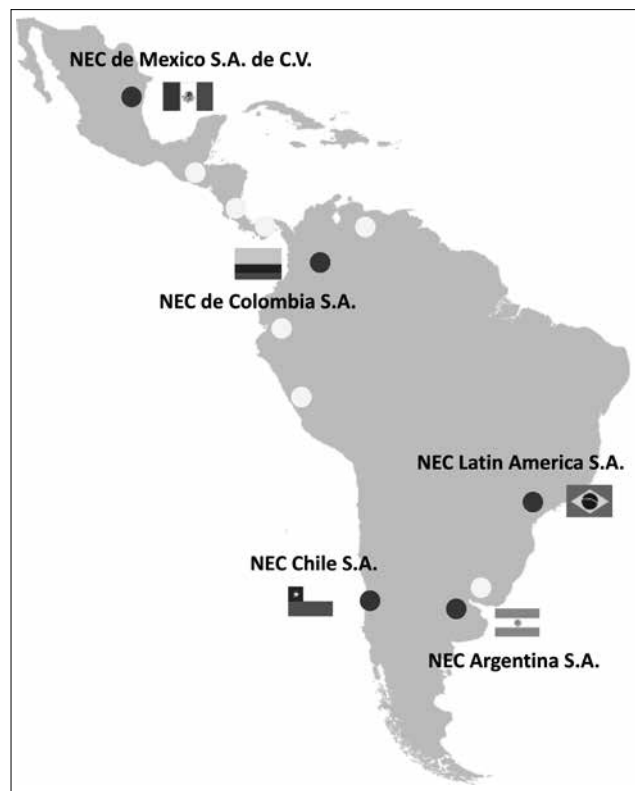 NEC de Mexico S.A. de C.V.
NEC de Colombia S.A.
NEC Latin America S.A.
NEC Chile S.A.
NEC Argentina S.A.